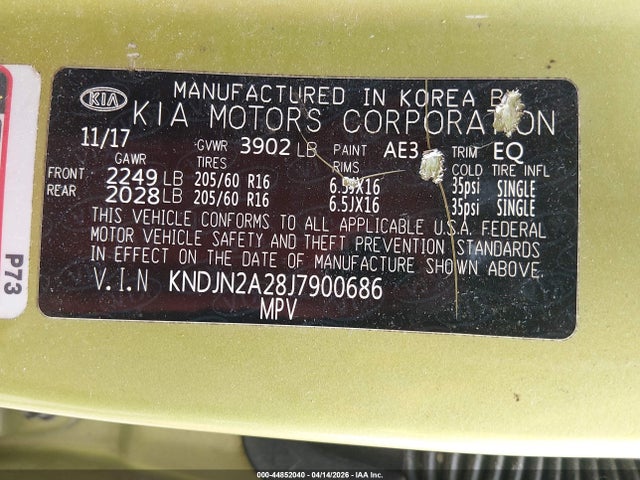 MANUFACTURED IN KOREA BY
KIA KIA MOTORS CORPORATION
11/17 GVWR 3902 LB PAINT AE3 TRIM EQ
GAWR TIRES RIMS COLD TIRE INFL
FRONT 2249 LB 205/60 R16 6.5JX16 35psi SINGLE
REAR 2028 LB 205/60 R16 6.5JX16 35psi SINGLE
THIS VEHICLE CONFORMS TO ALL APPLICABLE U.S.A. FEDERAL
MOTOR VEHICLE SAFETY AND THEFT PREVENTION STANDARDS
IN EFFECT ON THE DATE OF MANUFACTURE SHOWN ABOVE.
V.I.N KNDJN2A28J7900686
MPV
P73
000-44852040 - 04/14/2026 - IAA Inc.